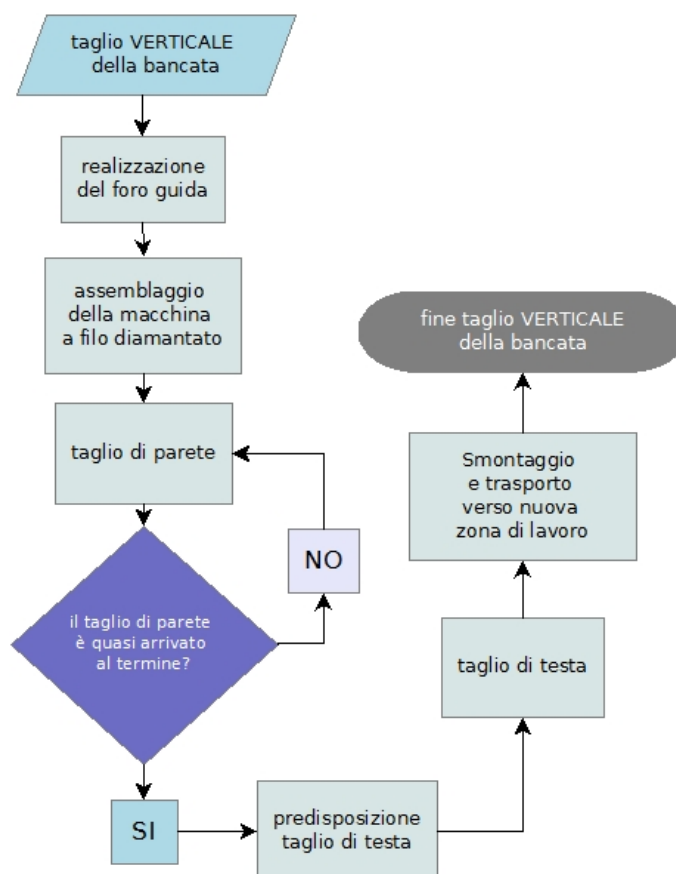 taglio VERTICALE
della bancata
realizzazione
del foro guida
assemblaggio
della macchina
a filo diamantato
taglio di parete
il taglio di parete
è quasi arrivato
al termine?
NO
SI
predisposizione
taglio di testa
taglio di testa
Smontaggio
e trasporto
verso nuova
zona di lavoro
fine taglio VERTICALE
della bancata